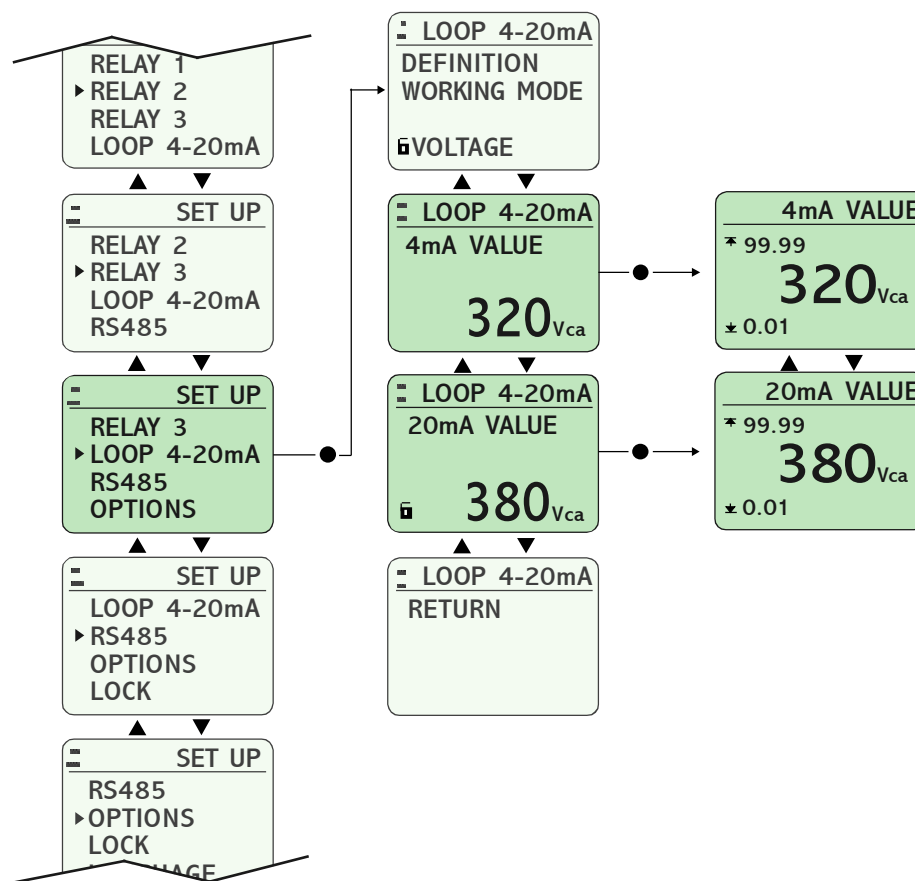 RELAY 1
RELAY 2
RELAY 3
LOOP 4-20mA
SET UP
RELAY 2
RELAY 3
LOOP 4-20mA
RS485
SET UP
RELAY 3
LOOP 4-20mA
RS485
OPTIONS
SET UP
LOOP 4-20mA
RS485
OPTIONS
LOCK
SET UP
RS485
OPTIONS
LOCK
LOOP 4-20mA
DEFINITION
WORKING MODE
VOLTAGE
LOOP 4-20mA
4mA VALUE
320Vca
LOOP 4-20mA
20mA VALUE
380Vca
LOOP 4-20mA
RETURN
4mA VALUE
99.99
320Vca
0.01
20mA VALUE
99.99
380Vca
0.01